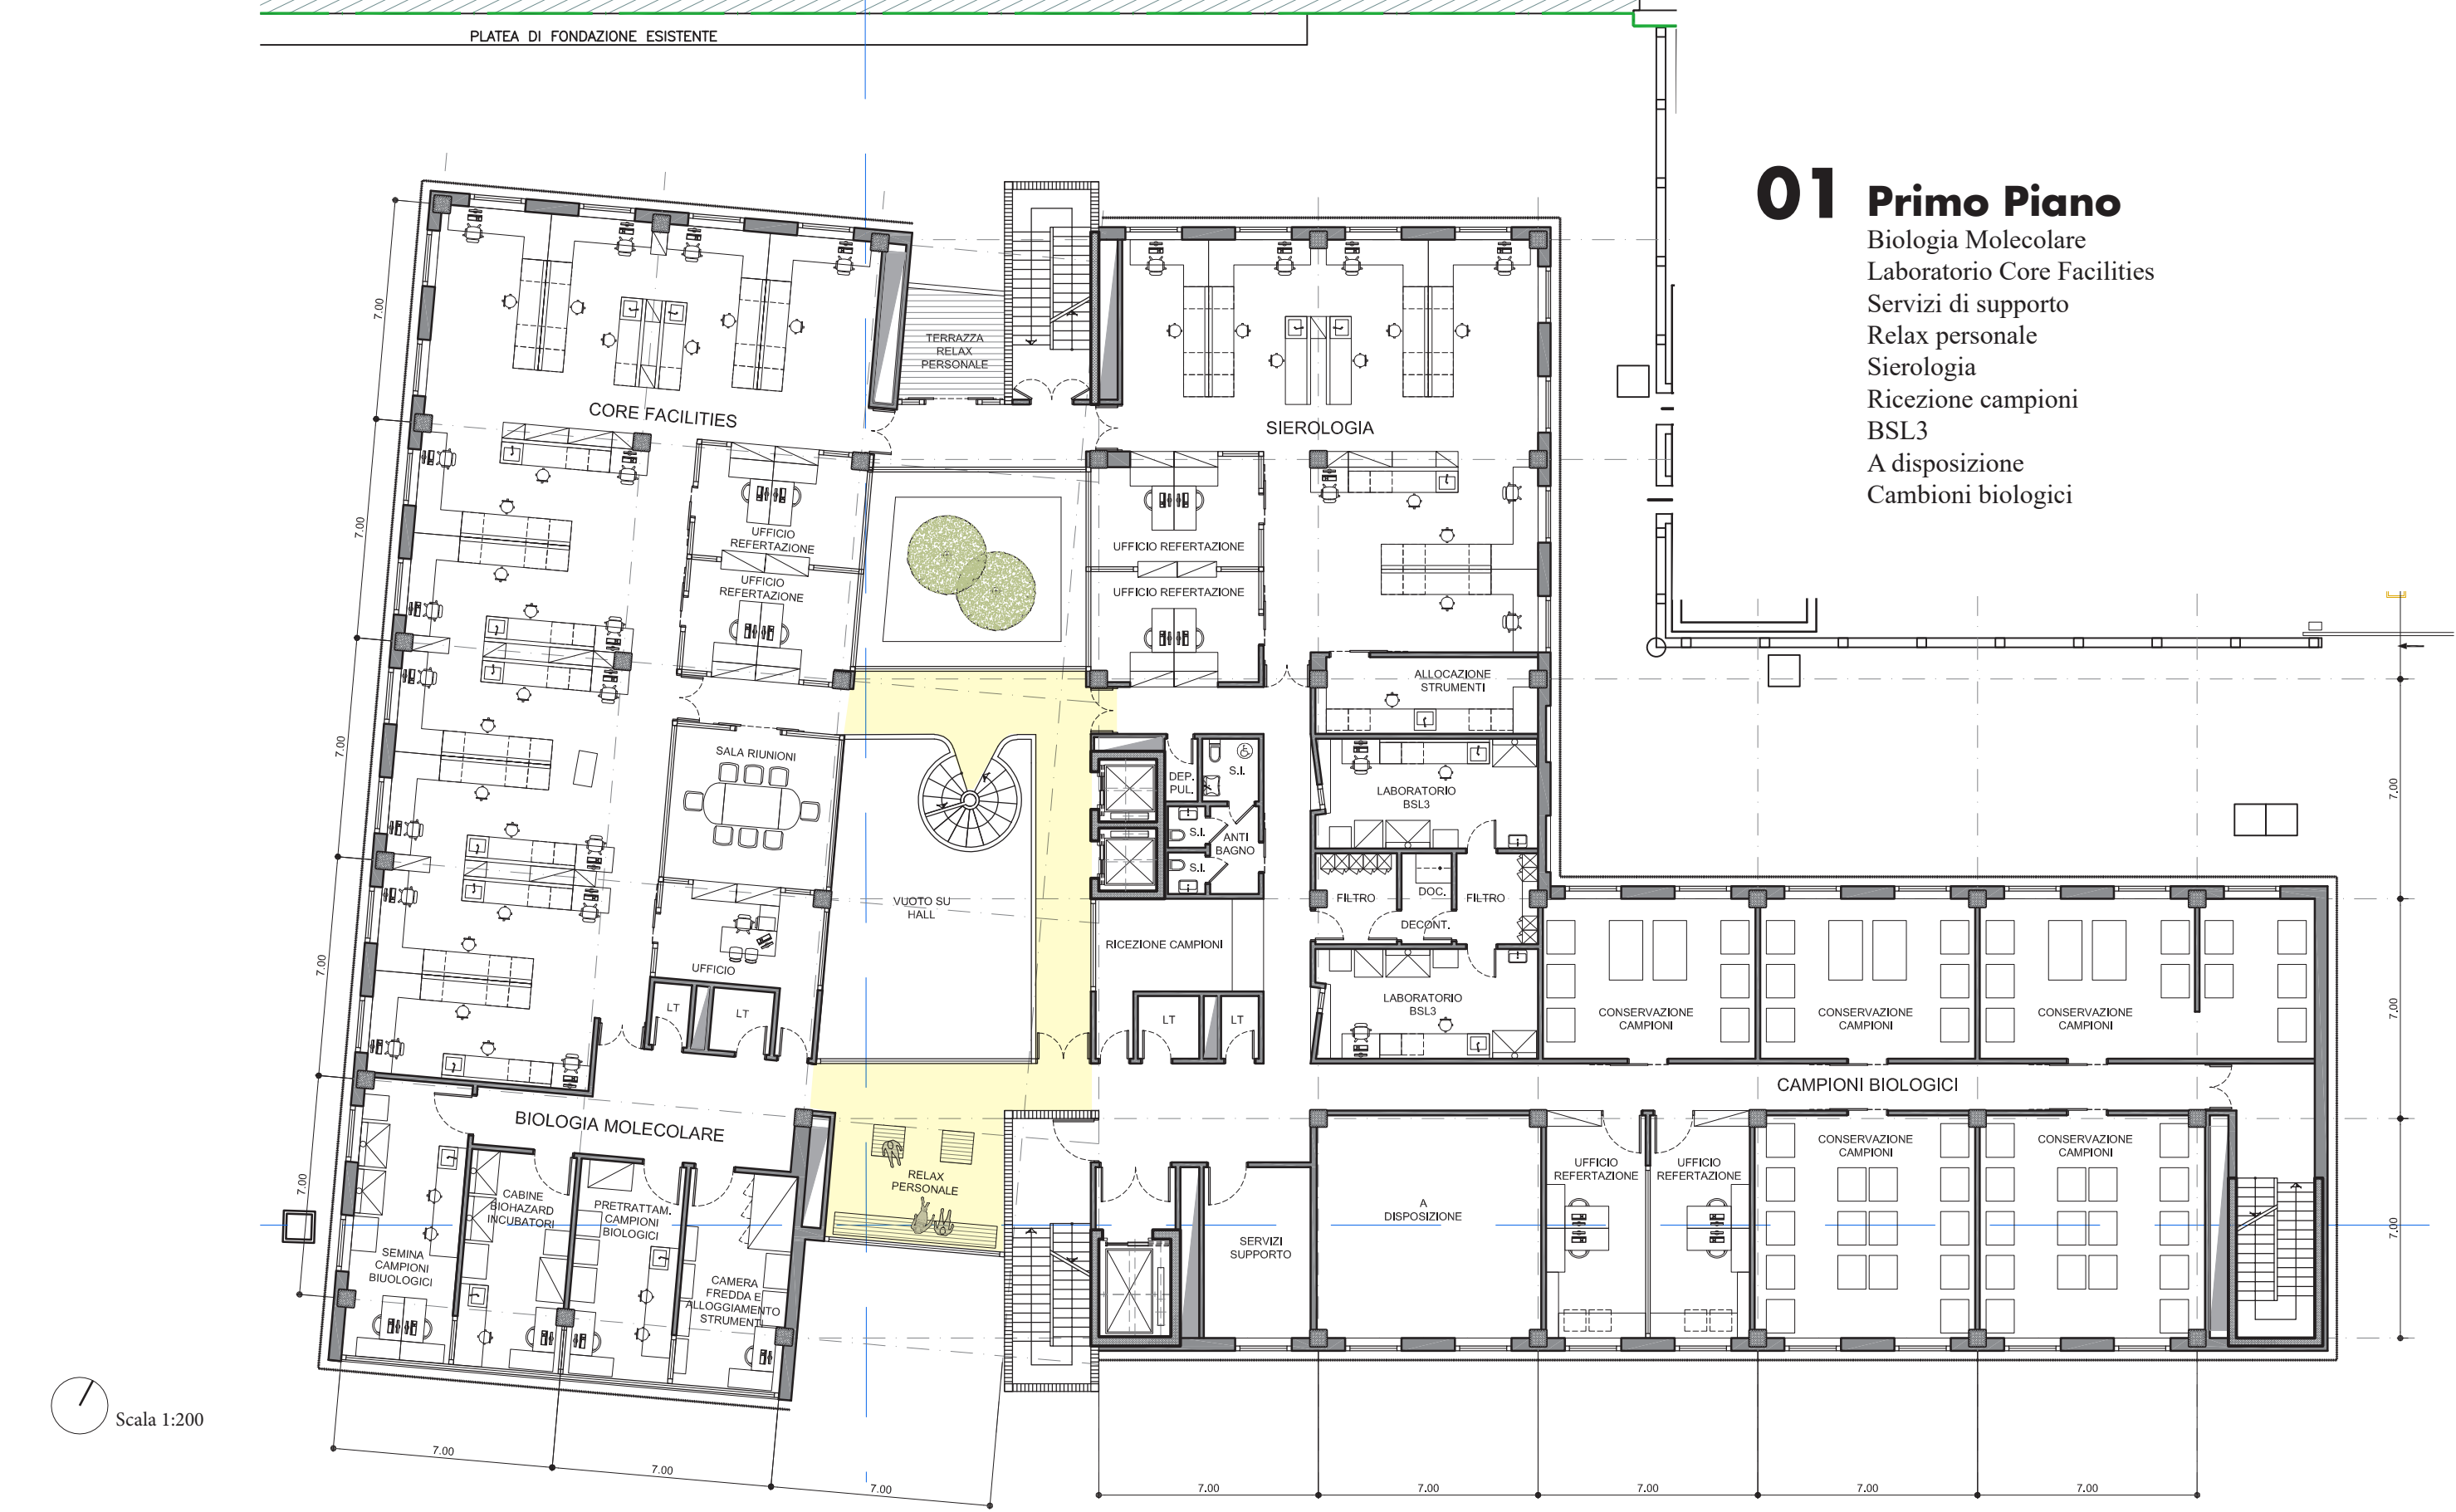 PLATEA DI FONDAZIONE ESISTENTE
01 Primo Piano
Biologia Molecolare
Laboratorio Core Facilities
Servizi di supporto
Relax personale
Sierologia
Ricezione campioni
BSL3
A disposizione
Cambioni biologici
TERRAZZA
RELAX
PERSONALE
CORE FACILITIES
SIEROLOGIA
UFFICIO
REFERTAZIONE
UFFICIO
REFERTAZIONE
UFFICIO REFERTAZIONE
UFFICIO REFERTAZIONE
ALLOCAZIONE
STRUMENTI
SALA RIUNIONI
DEP.
PUL.
S.I.
S.I.
S.I.
ANTI
BAGNO
LABORATORIO
BSL3
FILTRO
DOC.
FILTRO
DECONT.
VUOTO SU
HALL
RICEZIONE CAMPIONI
UFFICIO
LT
LT
LT
LT
LABORATORIO
BSL3
CONSERVAZIONE
CAMPIONI
CONSERVAZIONE
CAMPIONI
CONSERVAZIONE
CAMPIONI
CAMPIONI BIOLOGICI
BIOLOGIA MOLECOLARE
SEMINA
CAMPIONI
BIUOLOGICI
CABINE
BIOHAZARD
INCUBATORI
PRETRATTAM.
CAMPIONI
BIOLOGICI
CAMERA
FREDDA E
ALLOGGIAMENTO
STRUMENTI
RELAX
PERSONALE
SERVIZI
SUPPORTO
A
DISPOSIZIONE
UFFICIO
REFERTAZIONE
UFFICIO
REFERTAZIONE
CONSERVAZIONE
CAMPIONI
CONSERVAZIONE
CAMPIONI
7.00
7.00
7.00
7.00
7.00
7.00
7.00
7.00
Scala 1:200
7.00
7.00
7.00
7.00
7.00
7.00
7.00
7.00